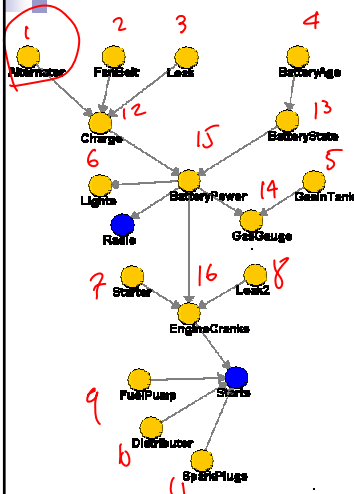 1 2 3 4
Alternator FanBelt Leak BatteryAge
12 13
Charge BatteryState
15
6 5
BatteryPower 14 GasInTank
Lights
Radio GasGauge
16
7 8
Starter Leak2
EngineCranks
9 FuelPump Starts
Distributer
SparkPlugs
11